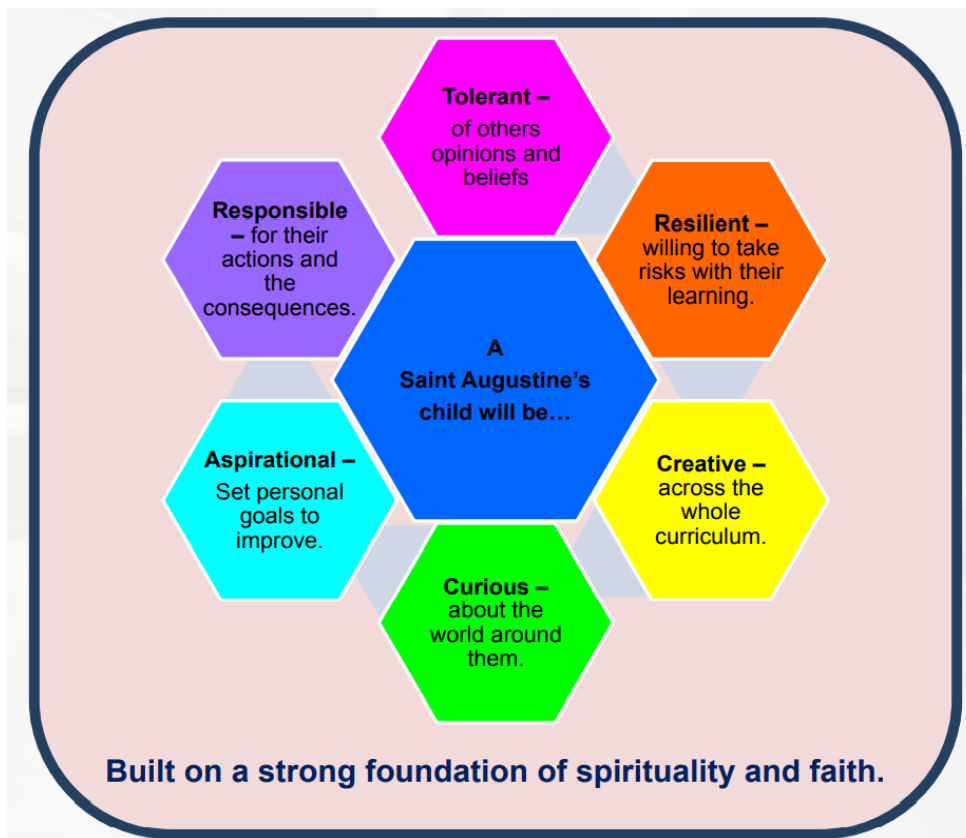 Tolerant –
of others
opinions and
beliefs
Resilient –
willing to take
risks with their
learning.
Creative –
across the
whole
curriculum.
Curious –
about the
world around
them.
Aspirational –
Set personal
goals to
improve.
Responsible
– for their
actions and
the
consequences.
A
Saint Augustine’s
child will be…
Built on a strong foundation of spirituality and faith.